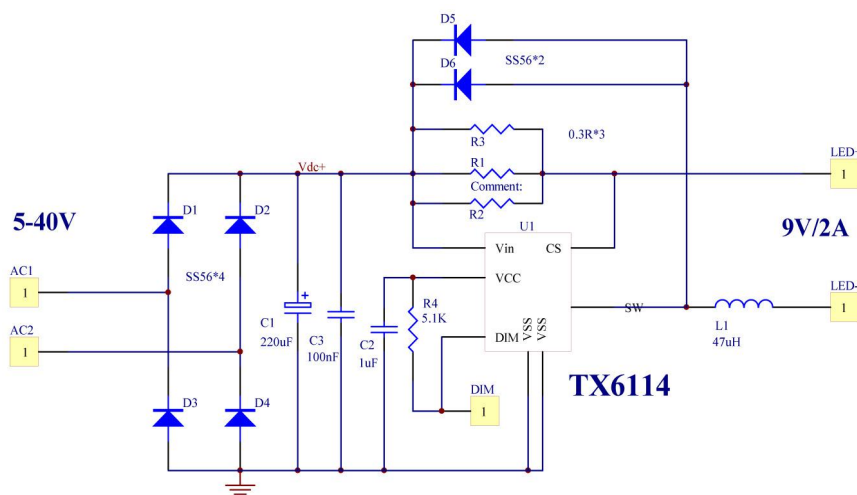 D5
D6
SS56*2
R3
0.3R*3
Vdc+
R1
Comment:
R2
LED+
1
5-40V
D1
D2
U1
9V/2A
Vin
CS
AC1
1
SS56*4
VCC
LED-
1
R4
5.1K
SW
AC2
1
C1
220uF
C3
100nF
C2
1uF
DIM
VSS
VSS
L1
47uH
TX6114
DIM
1
D3
D4